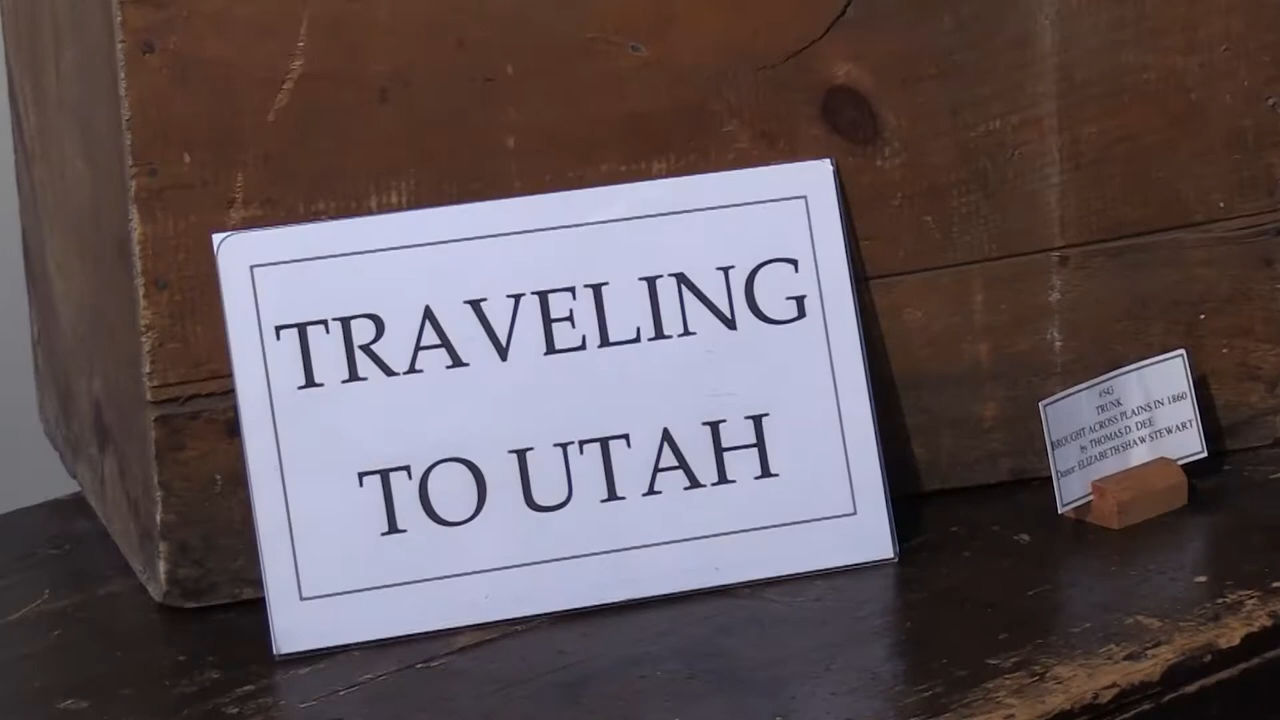 TRAVELING
TO UTAH
#543
TRUNK
BROUGHT ACROSS PLAINS IN 1860
by THOMAS D. DEE
Donor: ELIZABETH SHAW STEWART